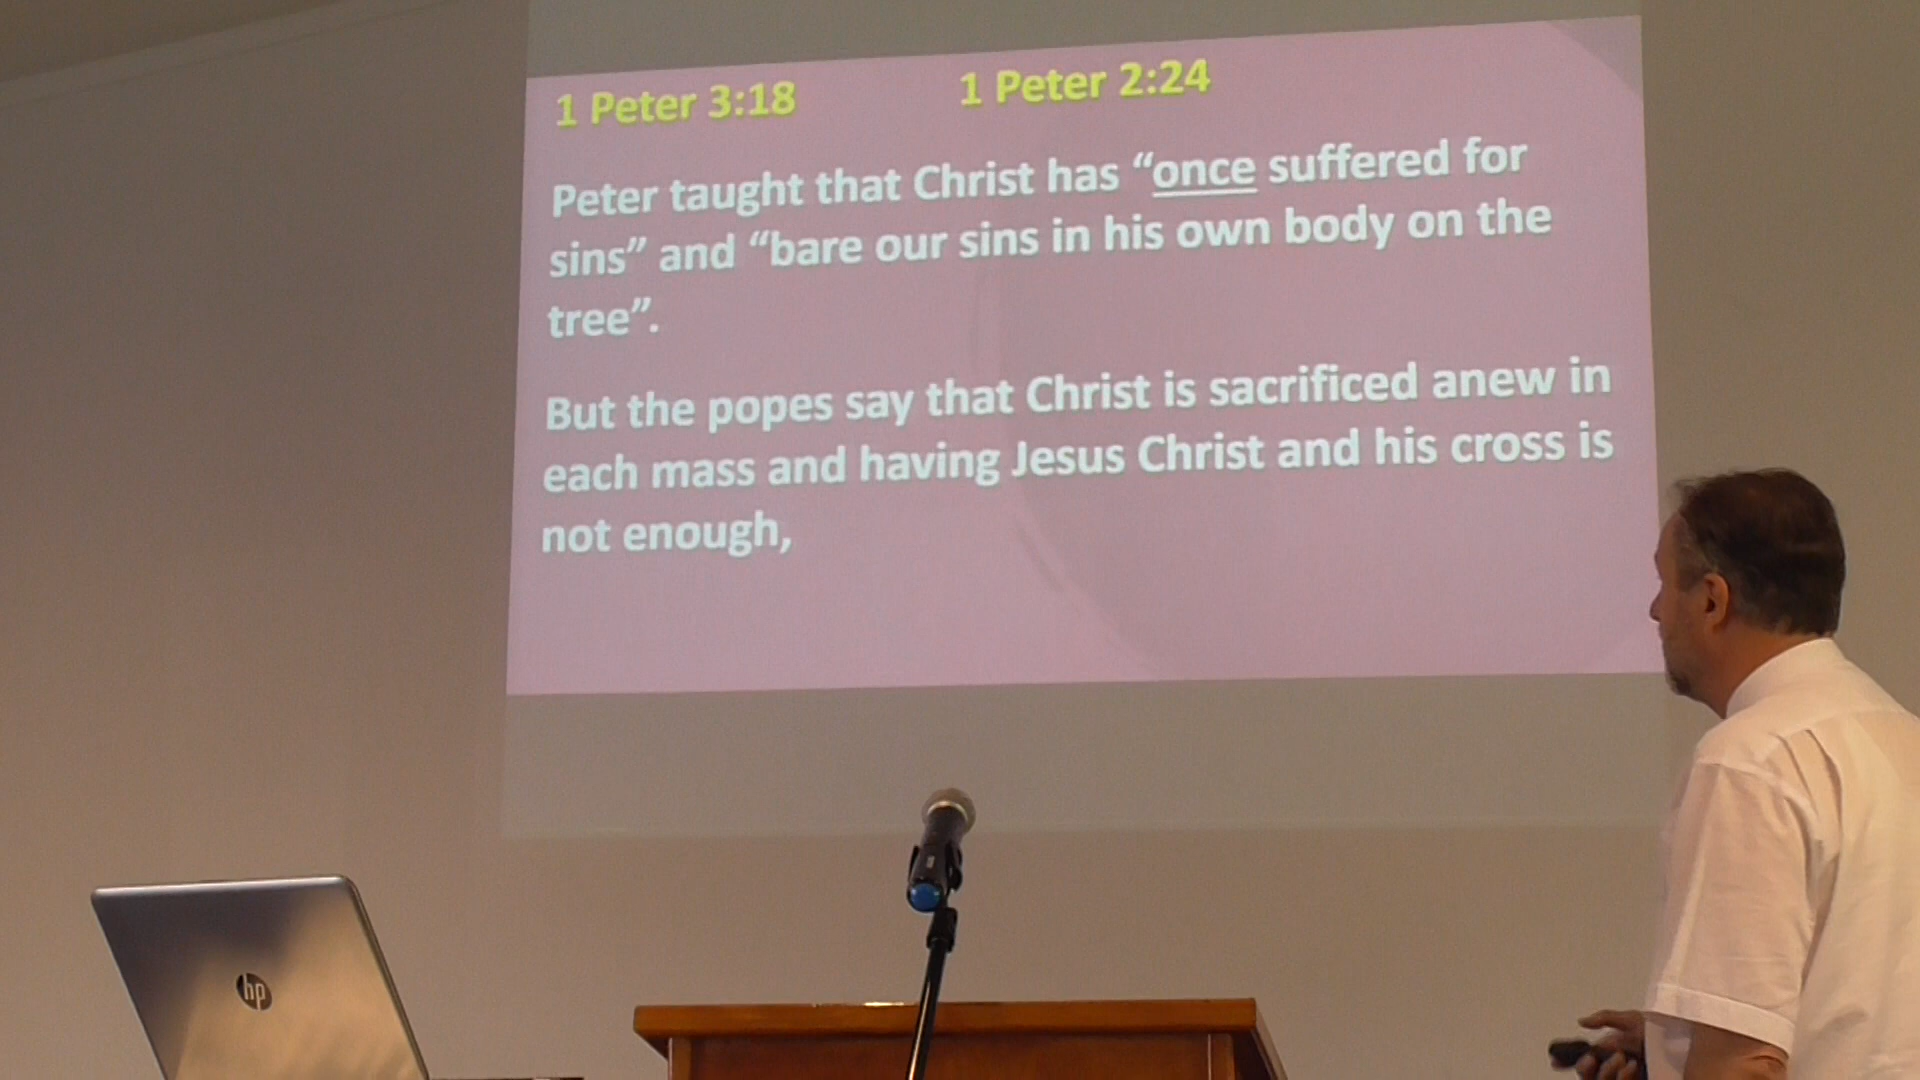 1 Peter 3:18 1 Peter 2:24
Peter taught that Christ has “once suffered for
sins” and “bare our sins in his own body on the
tree”.
But the popes say that Christ is sacrificed anew in
each mass and having Jesus Christ and his cross is
not enough,
hp